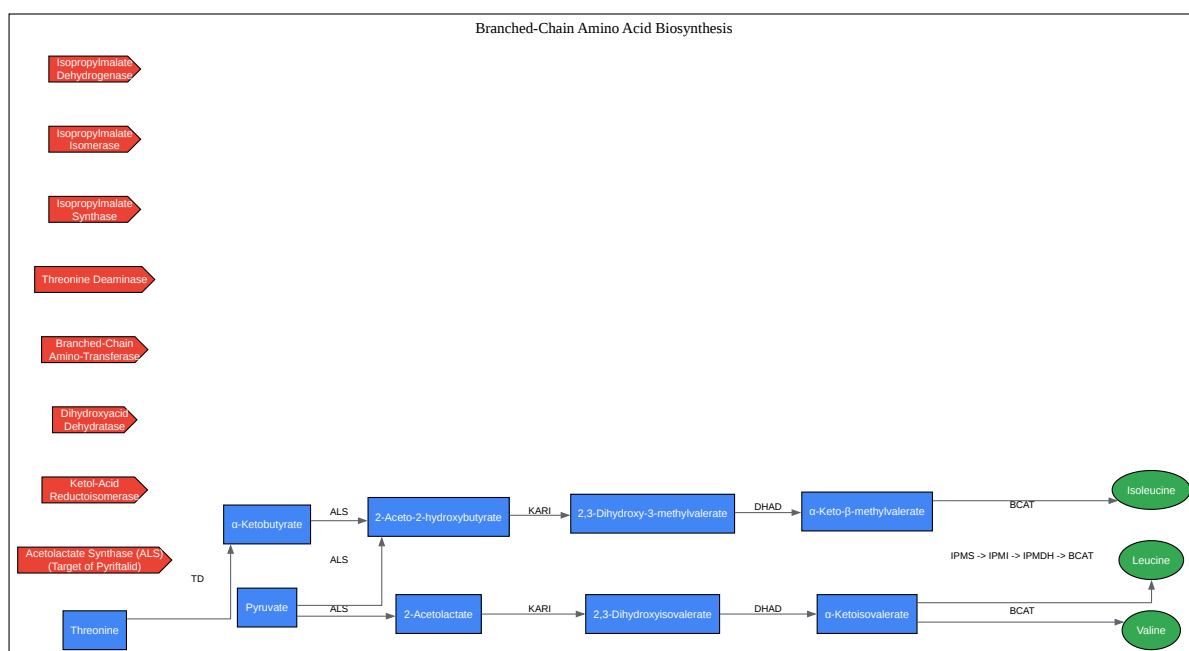 Branched-Chain Amino Acid Biosynthesis
Isopropylmalate
Dehydrogenase
Isopropylmalate
Isomerase
Isopropylmalate
Synthase
Threonine Deaminase
Branched-Chain
Amino-Transferase
Dihydroxyacid
Dehydratase
Ketol-Acid
Reductoisomerase
Acetolactate Synthase (ALS)
(Target of Pyriftalid)
α-Ketobutyrate
ALS
2-Aceto-2-hydroxybutyrate
KARI
2,3-Dihydroxy-3-methylvalerate
DHAD
α-Keto-β-methylvalerate
BCAT
Isoleucine
ALS
IPMS -> IPMI -> IPMDH -> BCAT
Leucine
TD
Threonine
Pyruvate
ALS
2-Acetolactate
KARI
2,3-Dihydroxyisovalerate
DHAD
α-Ketoisovalerate
BCAT
Valine